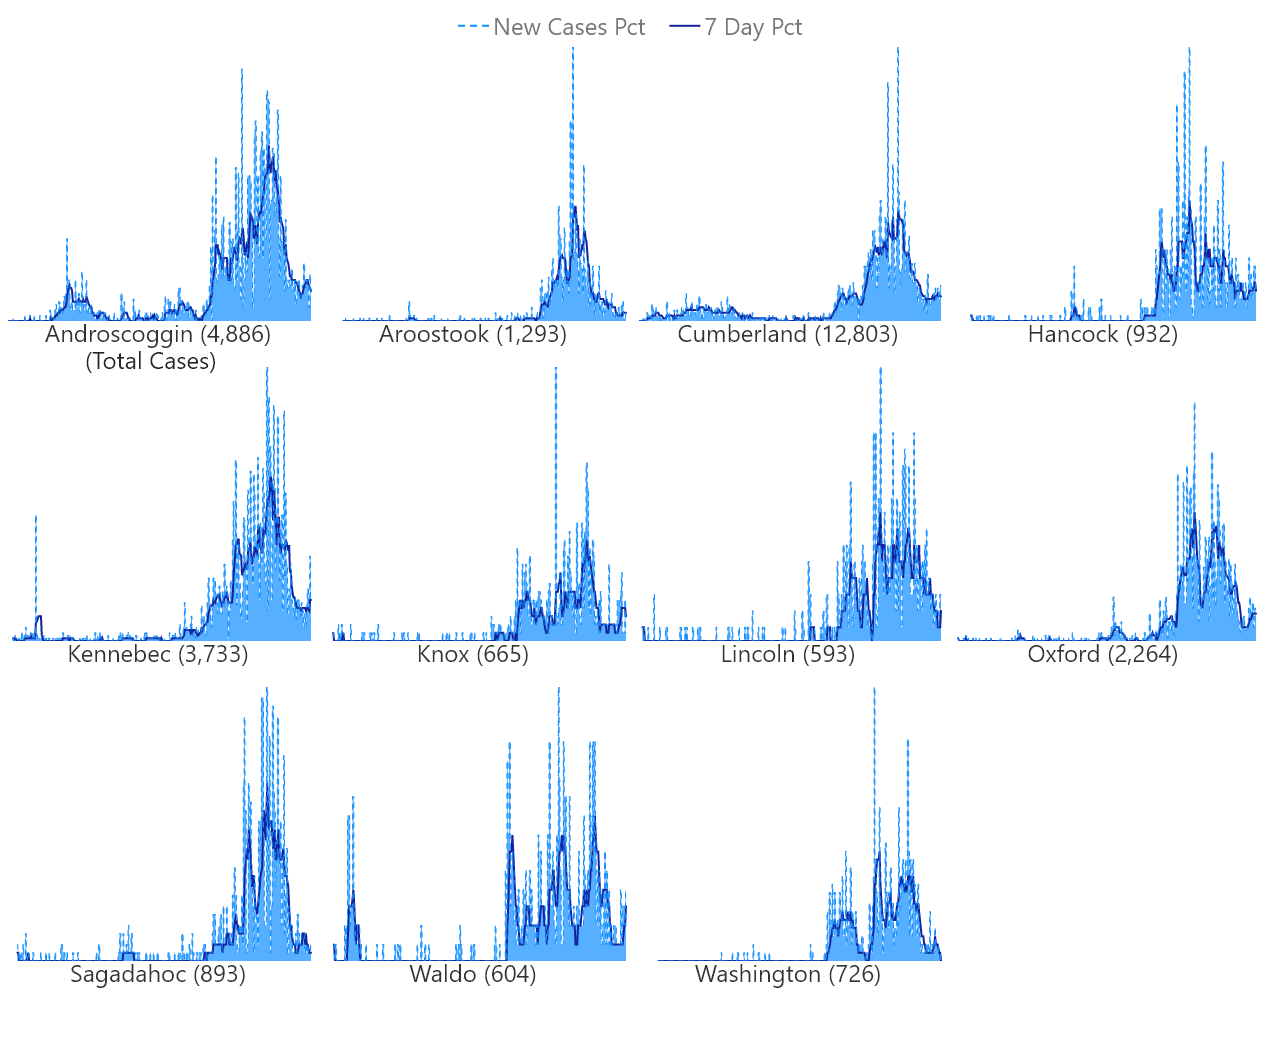 New Cases Pct 7 Day Pct
Androscoggin (4,886) Aroostook (1,293) Cumberland (12,803) Hancock (932)
(Total Cases)
Kennebec (3,733) Knox (665) Lincoln (593) Oxford (2,264)
Sagadahoc (893) Waldo (604) Washington (726)